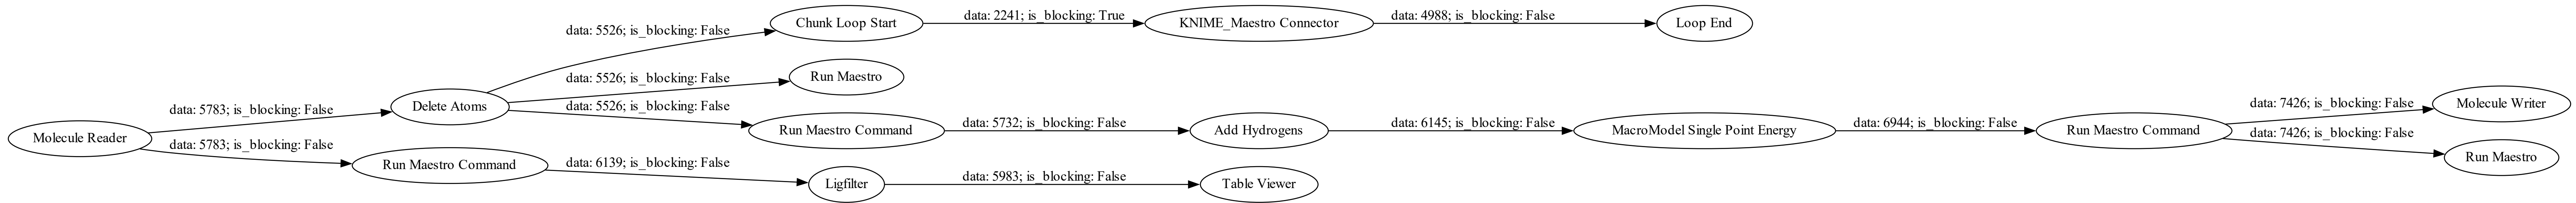 Chunk Loop Start
data: 2241; is_blocking: True
KNIME_Maestro Connector
data: 4988; is_blocking: False
Loop End
data: 5526; is_blocking: False
data: 5526; is_blocking: False
Run Maestro
data: 5783; is_blocking: False
Delete Atoms
data: 5526; is_blocking: False
Molecule Reader
Run Maestro Command
data: 5732; is_blocking: False
Add Hydrogens
data: 6145; is_blocking: False
MacroModel Single Point Energy
data: 6944; is_blocking: False
Run Maestro Command
data: 7426; is_blocking: False
Molecule Writer
data: 7426; is_blocking: False
Run Maestro
data: 5783; is_blocking: False
Run Maestro Command
data: 6139; is_blocking: False
Ligfilter
data: 5983; is_blocking: False
Table Viewer